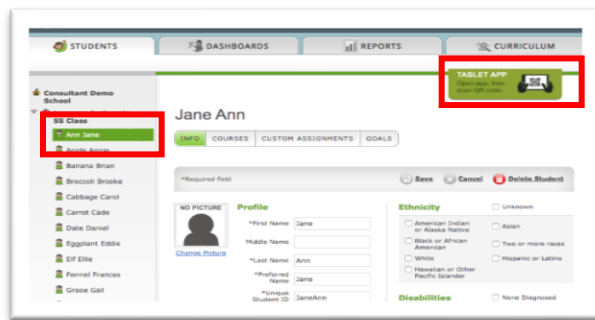 STUDENTS
DASHBOARDS
REPORTS
CURRICULUM
TABLET APP
Open app, then
scan QR code.
Consultant Demo
School
SS Class
Ann Jane
Apple Annie
Banana Brian
Broccoli Brooke
Cabbage Carol
Carrot Cade
Date Daniel
Eggplant Eddie
Elf Ellie
Fennel Frances
Grace Gail
Jane Ann
INFO COURSES CUSTOM ASSIGNMENTS GOALS
*Required field
Save Cancel Delete Student
NO PICTURE
Change Picture
Profile
*First Name Jane
Middle Name
*Last Name Ann
*Preferred
Name Jane
*Unique
Student ID JaneAnn
Ethnicity
Unknown
American Indian
or Alaska Native
Asian
Black or African
American
Two or more races
White
Hispanic or Latino
Hawaiian or Other
Pacific Islander
Disabilities
None Diagnosed